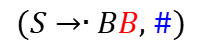 (S →· BB, #)